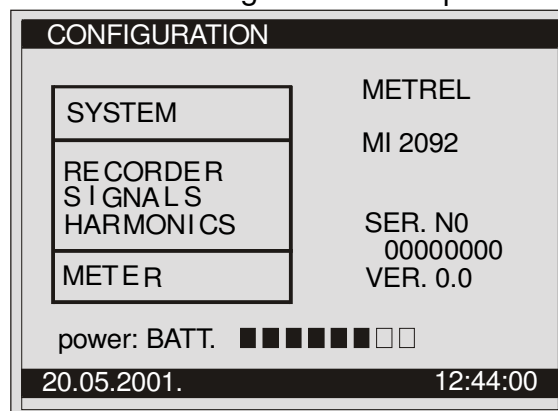 CONFIGURATION
SYSTEM
RECORDER
SIGNALS
HARMONICS
METER
METREL
MI 2092
SER. N0
00000000
VER. 0.0
power: BATT.
20.05.2001. 12:44:00